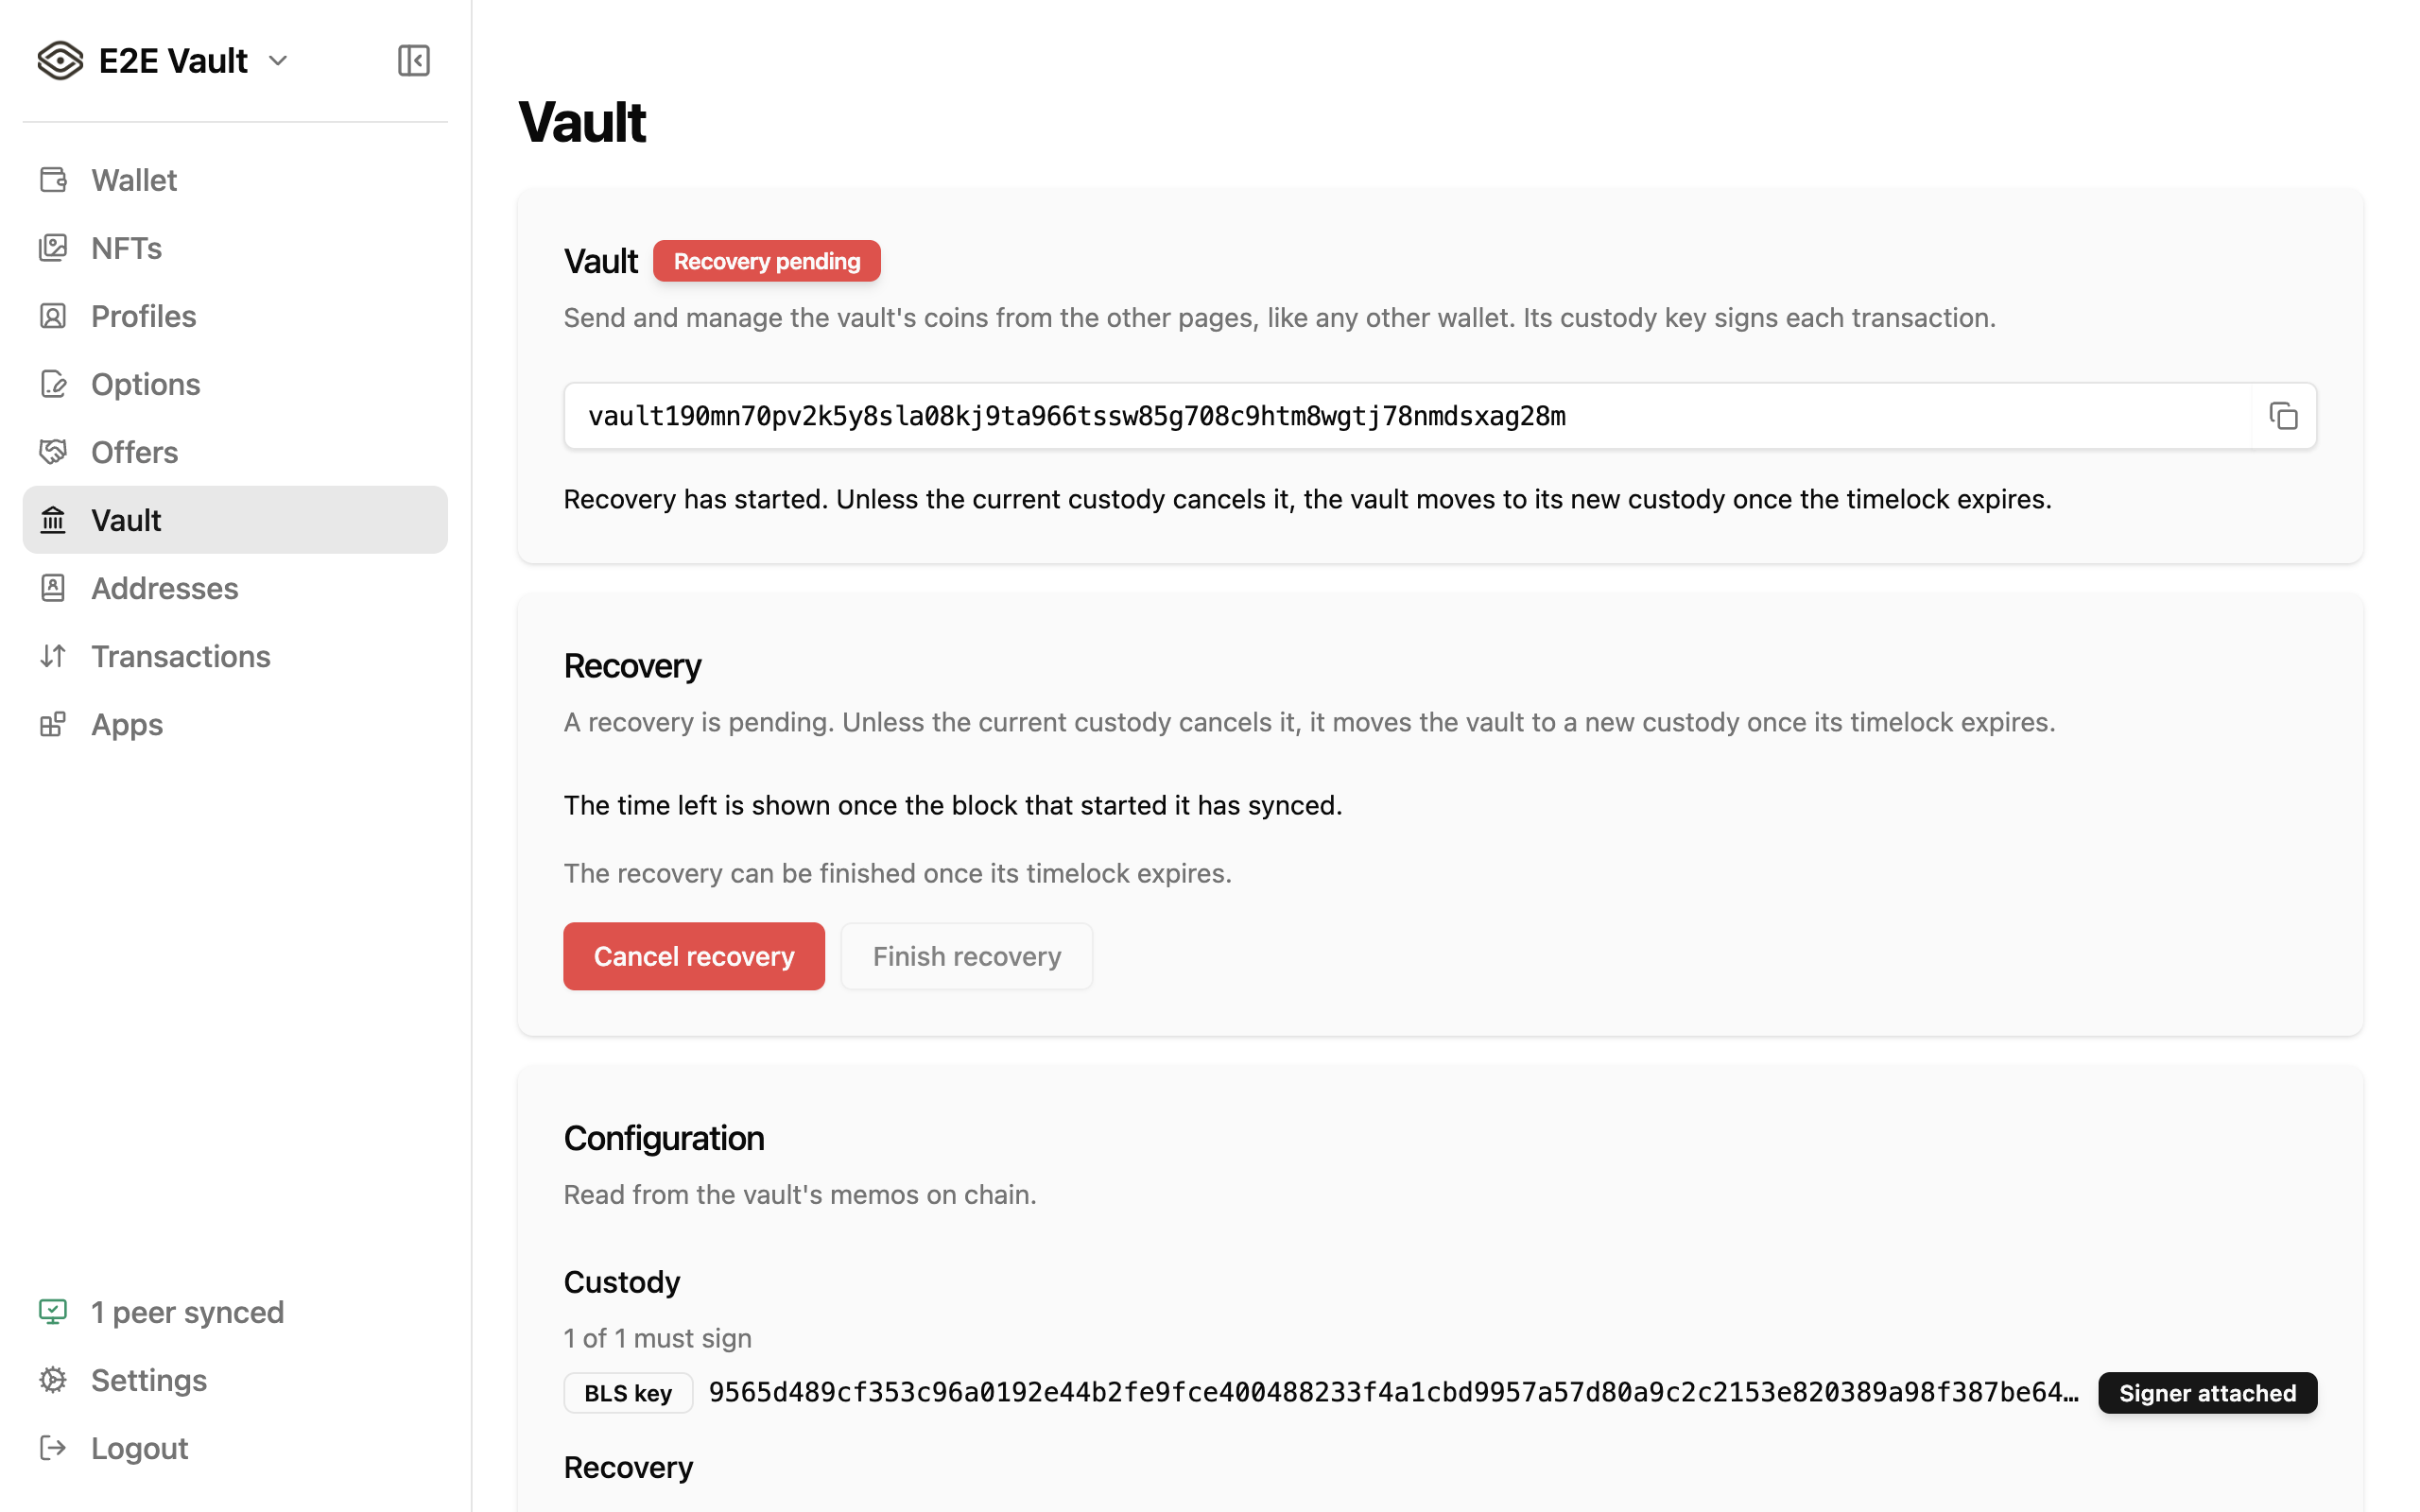 E2E Vault
Wallet
NFTs
Profiles
Options
Offers
Vault
Addresses
Transactions
Apps
1 peer synced
Settings
Logout
Vault
Vault
Recovery pending
Send and manage the vault's coins from the other pages, like any other wallet. Its custody key signs each transaction.
vault190mn70pv2k5y8sla08kj9ta966tssw85g708c9htm8wgtj78nmdsxag28m
Recovery has started. Unless the current custody cancels it, the vault moves to its new custody once the timelock expires.
Recovery
A recovery is pending. Unless the current custody cancels it, it moves the vault to a new custody once its timelock expires.
The time left is shown once the block that started it has synced.
The recovery can be finished once its timelock expires.
Cancel recovery
Finish recovery
Configuration
Read from the vault's memos on chain.
Custody
1 of 1 must sign
BLS key
9565d489cf353c96a0192e44b2fe9fce400488233f4a1cbd9957a57d80a9c2c2153e820389a98f387be64…
Signer attached
Recovery